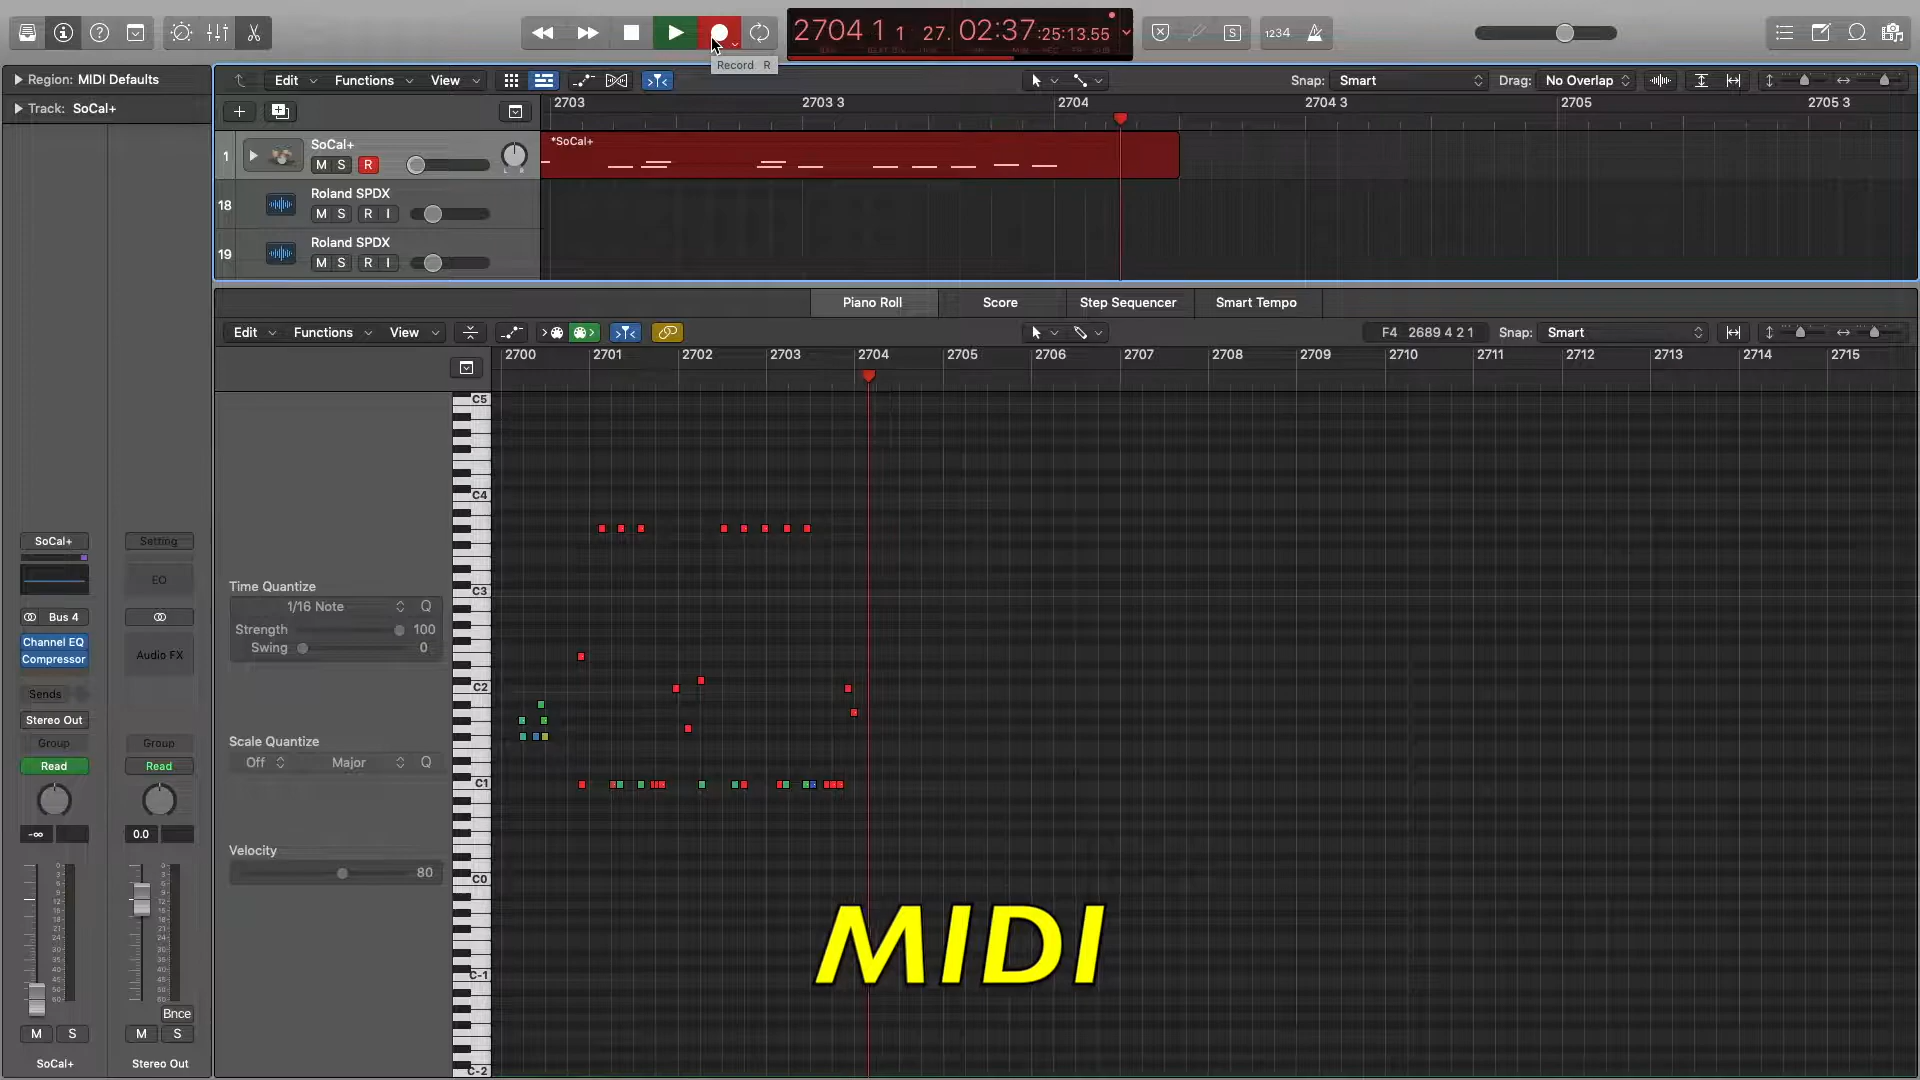 2704 1 1 27. 02:37:25:13.55
1234
S
Record R
Region: MIDI Defaults
Edit Functions View
Snap: Smart
Drag: No Overlap
Track: SoCal+
2703 2703 3 2704 2704 3 2705 2705 3
1 SoCal+
M S R
*SoCal+
18 Roland SPDX
M S R I
19 Roland SPDX
M S R I
Piano Roll Score Step Sequencer Smart Tempo
Edit Functions View
F4 2689 4 2 1
Snap: Smart
2700 2701 2702 2703 2704 2705 2706 2707 2708 2709 2710 2711 2712 2713 2714 2715
C5
C4
C3
C2
C1
C0
C-1
C-2
Time Quantize
1/16 Note Q
Strength 100
Swing 0
Scale Quantize
Off Major Q
Velocity
80
SoCal+ Setting
EQ
Bus 4
Channel EQ
Compressor
Audio FX
Sends
Stereo Out
Group Group
Read Read
-∞ 0.0
Bnce
M S M S
SoCal+ Stereo Out
MIDI